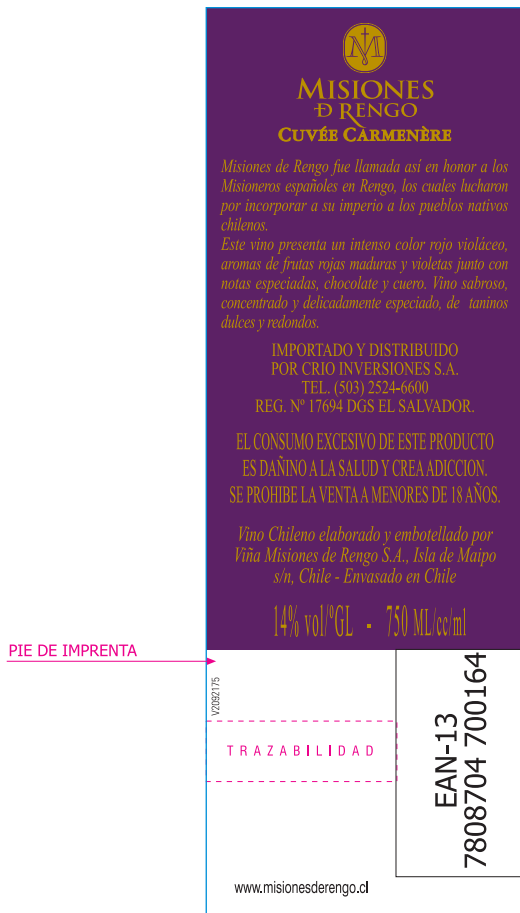 M
MISIONES
D RENGO
CUVÉE CARMENÈRE
Misiones de Rengo fue llamada así en honor a los
Misioneros españoles en Rengo, los cuales lucharon
por incorporar a su imperio a los pueblos nativos
chilenos.
Este vino presenta un intenso color rojo violáceo,
aromas de frutas rojas maduras y violetas junto con
notas especiadas, chocolate y cuero. Vino sabroso,
concentrado y delicadamente especiado, de taninos
dulces y redondos.
IMPORTADO Y DISTRIBUIDO
POR CRIO INVERSIONES S.A.
TEL. (503) 2524-6600
REG. Nº 17694 DGS EL SALVADOR.
EL CONSUMO EXCESIVO DE ESTE PRODUCTO
ES DAÑINO A LA SALUD Y CREA ADICCION.
SE PROHIBE LA VENTA A MENORES DE 18 AÑOS.
Vino Chileno elaborado y embotellado por
Viña Misiones de Rengo S.A., Isla de Maipo
s/n, Chile - Envasado en Chile
14% vol/ºGL - 750 ML/cc/ml
PIE DE IMPRENTA
V2092175
TRAZABILIDAD
EAN-13
7808704 700164
www.misionesderengo.cl